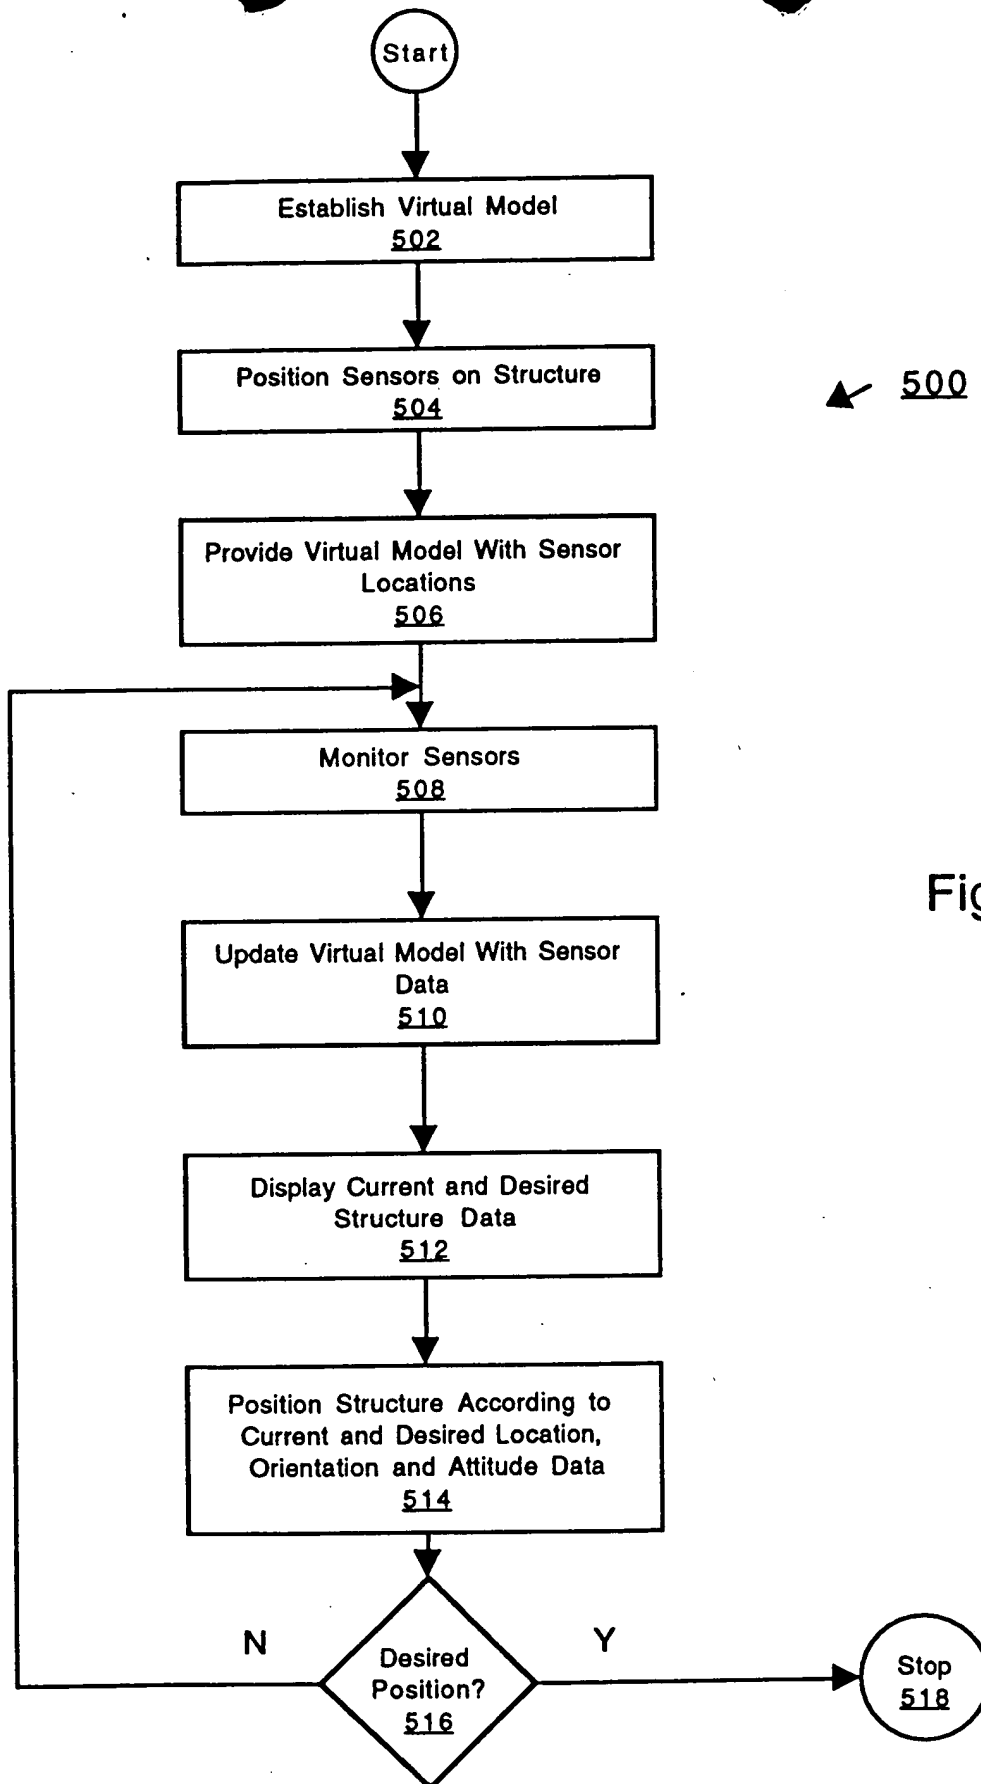 Start
Establish Virtual Model
502
Position Sensors on Structure
504
500
Provide Virtual Model With Sensor
Locations
506
Monitor Sensors
508
Fig
Update Virtual Model With Sensor
Data
510
Display Current and Desired
Structure Data
512
Position Structure According to
Current and Desired Location,
Orientation and Attitude Data
514
N
Y
Desired
Position?
516
Stop
518